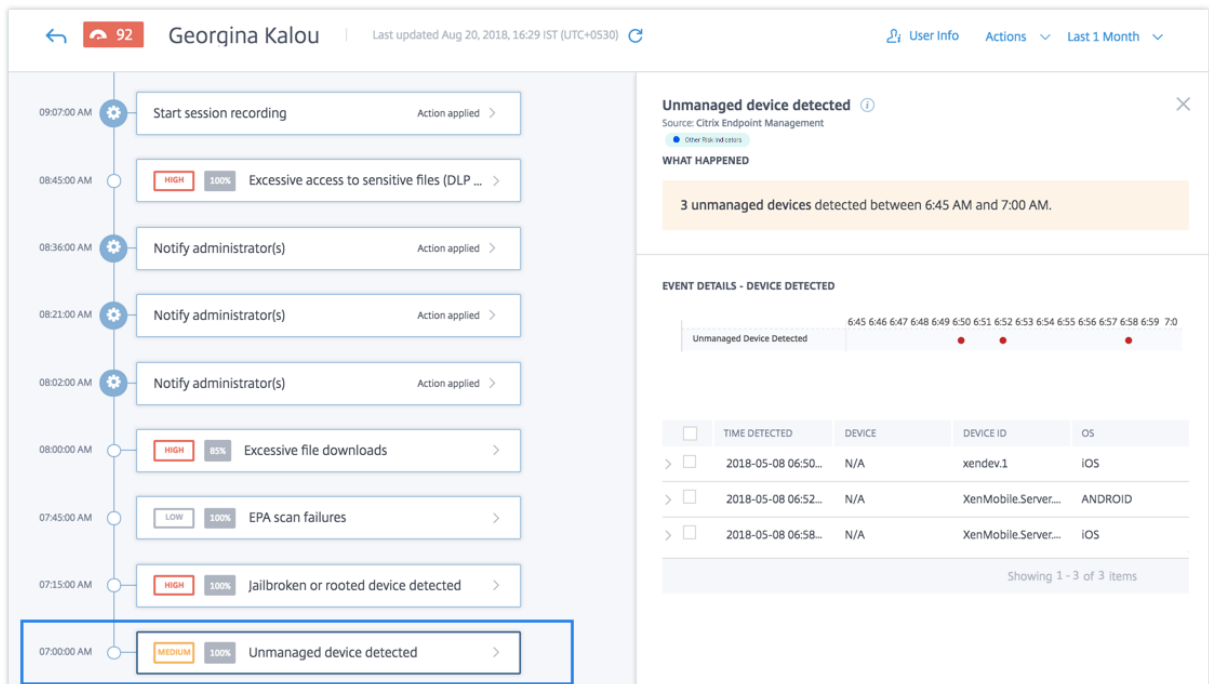 92 Georgina Kalou Last updated Aug 20, 2018, 16:29 IST (UTC+0530) User Info Actions Last 1 Month
09:07:00 AM Start session recording Action applied
08:45:00 AM HIGH 100% Excessive access to sensitive files (DLP ...
08:36:00 AM Notify administrator(s) Action applied
08:21:00 AM Notify administrator(s) Action applied
08:02:00 AM Notify administrator(s) Action applied
08:00:00 AM HIGH 85% Excessive file downloads
07:45:00 AM LOW 100% EPA scan failures
07:15:00 AM HIGH 100% Jailbroken or rooted device detected
07:00:00 AM MEDIUM 100% Unmanaged device detected
Unmanaged device detected
Source: Citrix Endpoint Management
Other Risk Indicators
WHAT HAPPENED
3 unmanaged devices detected between 6:45 AM and 7:00 AM.
EVENT DETAILS - DEVICE DETECTED
6:45 6:46 6:47 6:48 6:49 6:50 6:51 6:52 6:53 6:54 6:55 6:56 6:57 6:58 6:59 7:0
Unmanaged Device Detected
TIME DETECTED DEVICE DEVICE ID OS
2018-05-08 06:50... N/A xendev.1 iOS
2018-05-08 06:52... N/A XenMobile.Server.... ANDROID
2018-05-08 06:58... N/A XenMobile.Server.... iOS
Showing 1 - 3 of 3 items